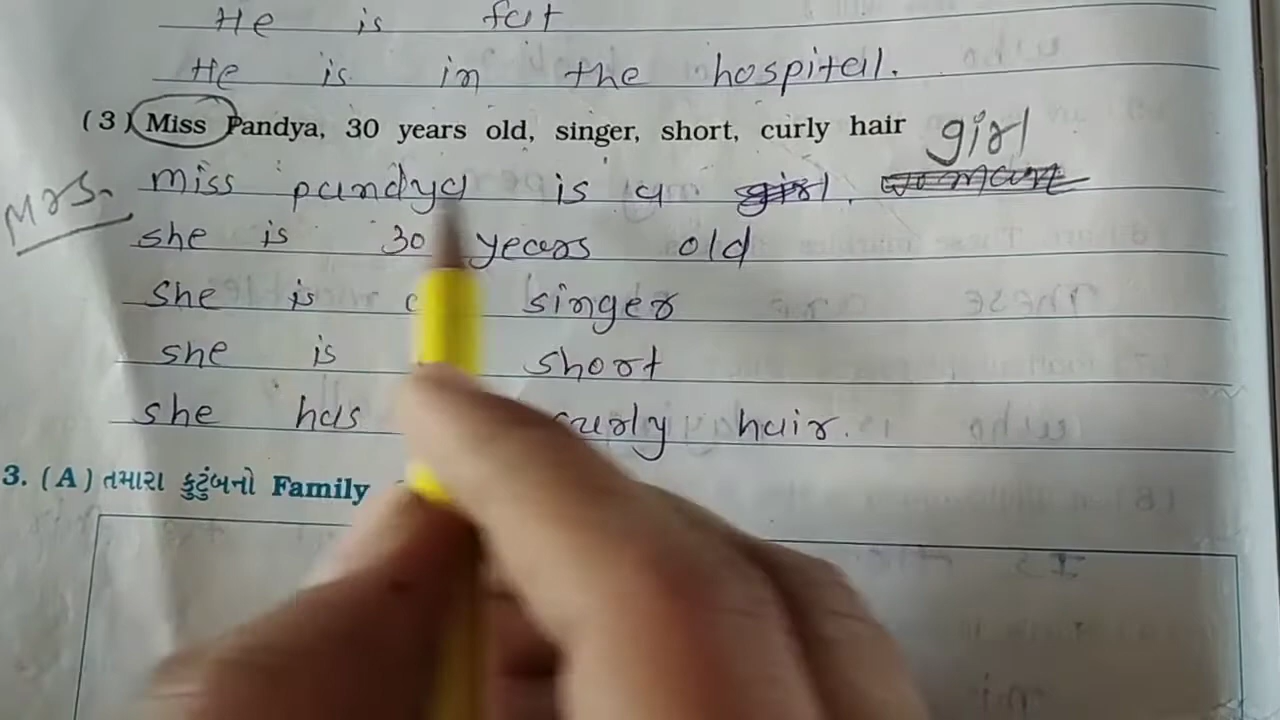 He is fat
He is in the hospital.
(3) Miss Pandya, 30 years old, singer, short, curly hair
girl
Mrs.
miss pandya is a girl. womane
she is 30 years old
she is a singer
she is short
she has curly hair.
3. (A) તમારા કુટુંબનો Family